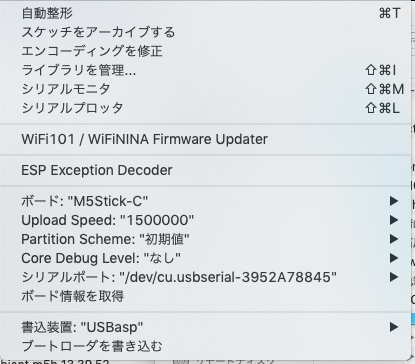 自動整形 ⌘T
スケッチをアーカイブする
エンコーディングを修正
ライブラリを管理... ⇧⌘I
シリアルモニタ ⇧⌘M
シリアルプロッタ ⇧⌘L
WiFi101 / WiFiNINA Firmware Updater
ESP Exception Decoder
ボード: "M5Stick-C" ▶
Upload Speed: "1500000" ▶
Partition Scheme: "初期値" ▶
Core Debug Level: "なし" ▶
シリアルポート: "/dev/cu.usbserial-3952A78845" ▶
ボード情報を取得
書込装置: "USBasp" ▶
ブートローダを書き込む